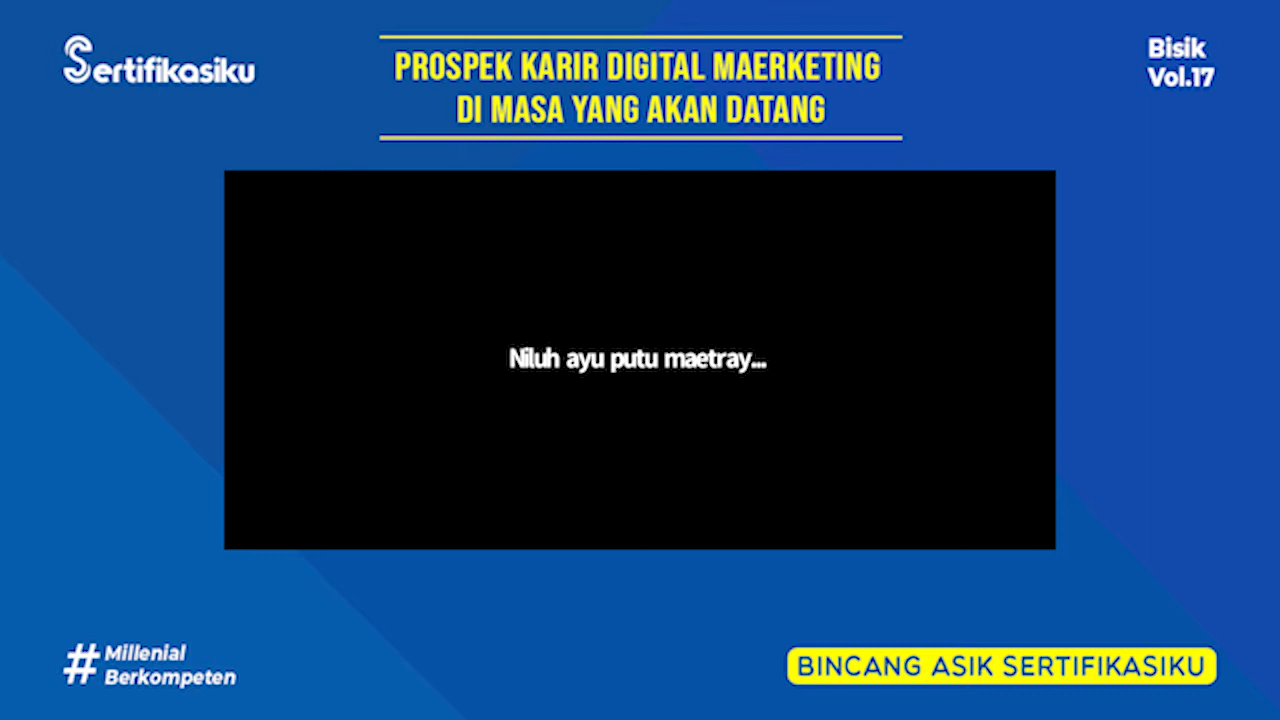 Sertifikasiku
PROSPEK KARIR DIGITAL MAERKETING
DI MASA YANG AKAN DATANG
Bisik
Vol.17
Niluh ayu putu maetray...
# Millenial
Berkompeten
BINCANG ASIK SERTIFIKASIKU